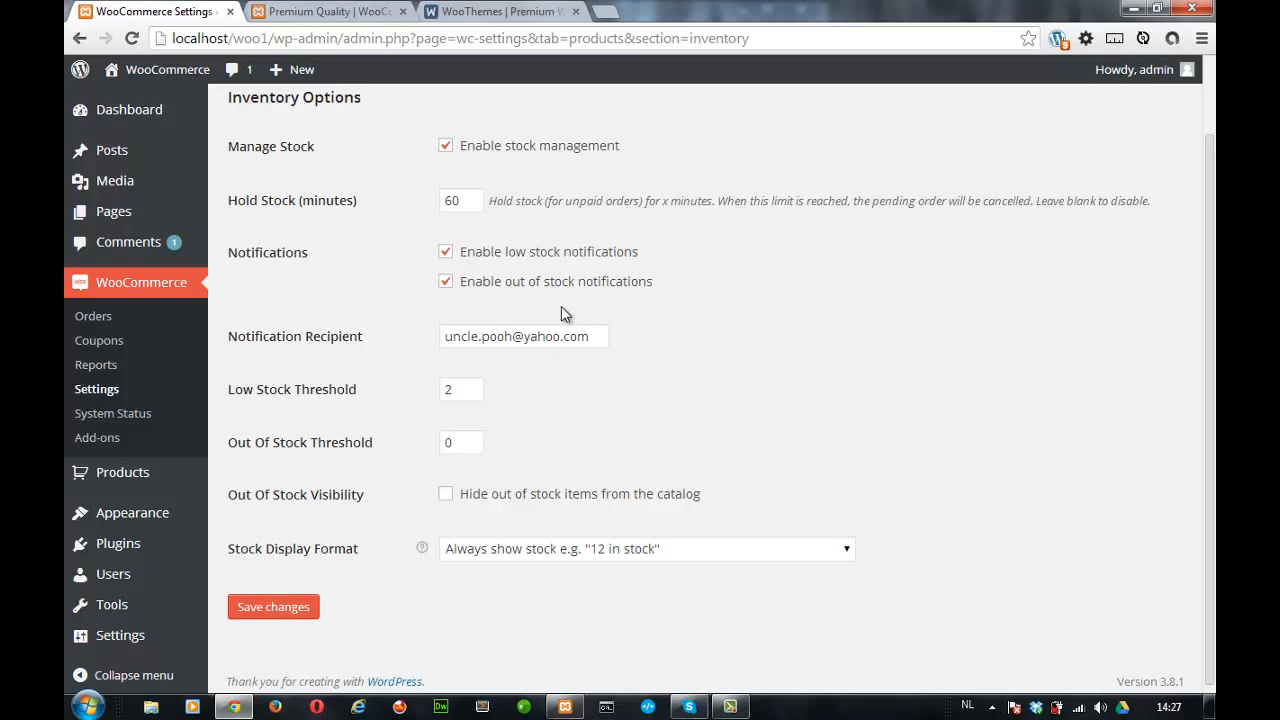 WooCommerce Settings
Premium Quality | WooCo
WooThemes | Premium W
localhost/woo1/wp-admin/admin.php?page=wc-settings&tab=products&section=inventory
9
WooCommerce
1
New
Howdy, admin
Dashboard
Posts
Media
Pages
Comments 1
WooCommerce
Orders
Coupons
Reports
Settings
System Status
Add-ons
Products
Appearance
Plugins
Users
Tools
Settings
Collapse menu
Inventory Options
Manage Stock
Enable stock management
Hold Stock (minutes)
60
Hold stock (for unpaid orders) for x minutes. When this limit is reached, the pending order will be cancelled. Leave blank to disable.
Notifications
Enable low stock notifications
Enable out of stock notifications
Notification Recipient
uncle.pooh@yahoo.com
Low Stock Threshold
2
Out Of Stock Threshold
0
Out Of Stock Visibility
Hide out of stock items from the catalog
Stock Display Format
Always show stock e.g. "12 in stock"
Save changes
Thank you for creating with WordPress.
Version 3.8.1
NL
14:27